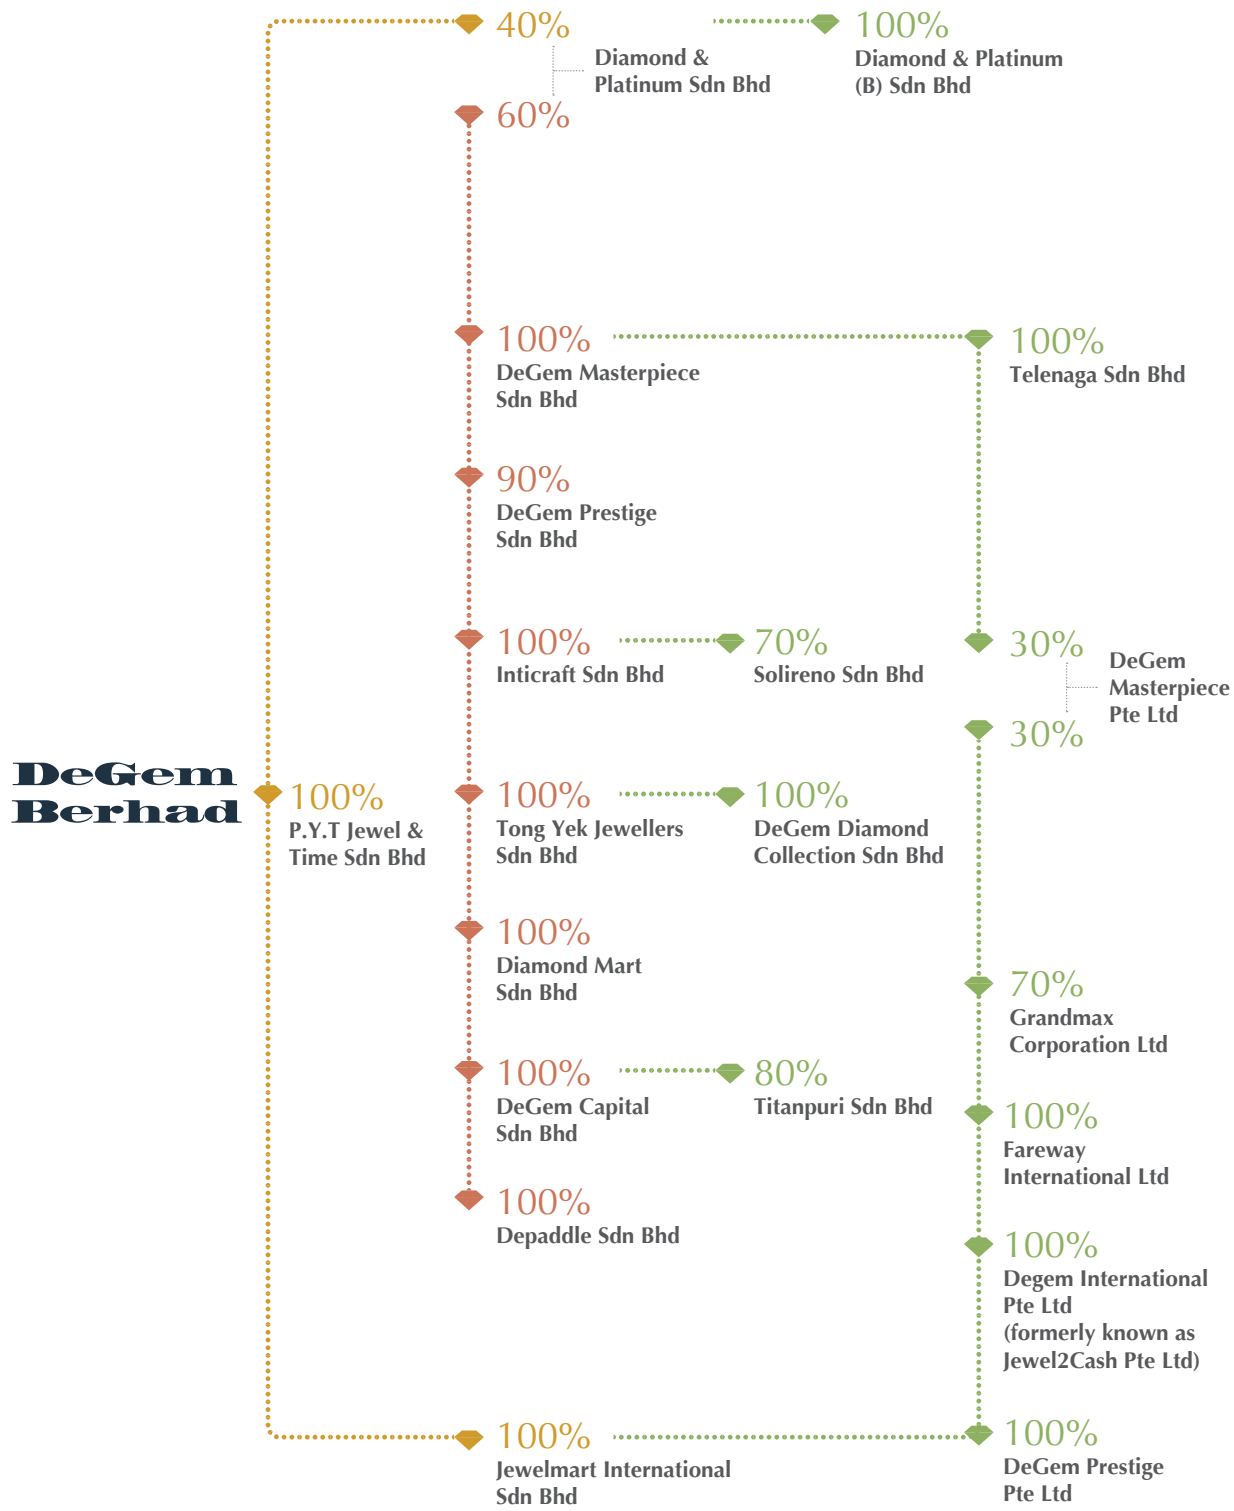 DeGem
Berhad
100%
P.Y.T Jewel &
Time Sdn Bhd
40%
Diamond &
Platinum Sdn Bhd
60%
100%
Diamond & Platinum
(B) Sdn Bhd
100%
DeGem Masterpiece
Sdn Bhd
100%
Telenaga Sdn Bhd
90%
DeGem Prestige
Sdn Bhd
100%
Inticraft Sdn Bhd
70%
Solireno Sdn Bhd
30%
DeGem
Masterpiece
Pte Ltd
30%
100%
Tong Yek Jewellers
Sdn Bhd
100%
DeGem Diamond
Collection Sdn Bhd
100%
Diamond Mart
Sdn Bhd
70%
Grandmax
Corporation Ltd
100%
DeGem Capital
Sdn Bhd
80%
Titanpuri Sdn Bhd
100%
Fareway
International Ltd
100%
Depaddle Sdn Bhd
100%
Degem International
Pte Ltd
(formerly known as
Jewel2Cash Pte Ltd)
100%
Jewelmart International
Sdn Bhd
100%
DeGem Prestige
Pte Ltd